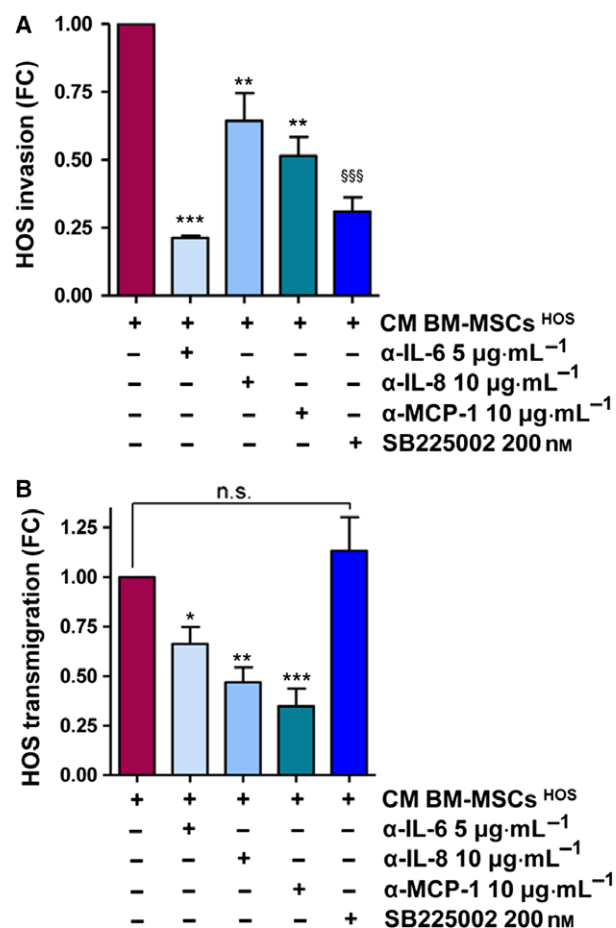 A
HOS invasion (FC)
1.00
0.75
0.50
0.25
0.00
***
**
**
§§§
+ + + + + CM BM-MSCs HOS
– + – – – α-IL-6 5 µg·mL−1
– – + – – α-IL-8 10 µg·mL−1
– – – + – α-MCP-1 10 µg·mL−1
– – – – + SB225002 200 nM
B
n.s.
HOS transmigration (FC)
1.25
1.00
0.75
0.50
0.25
0.00
*
**
***
+ + + + + CM BM-MSCs HOS
– + – – – α-IL-6 5 µg·mL−1
– – + – – α-IL-8 10 µg·mL−1
– – – + – α-MCP-1 10 µg·mL−1
– – – – + SB225002 200 nM